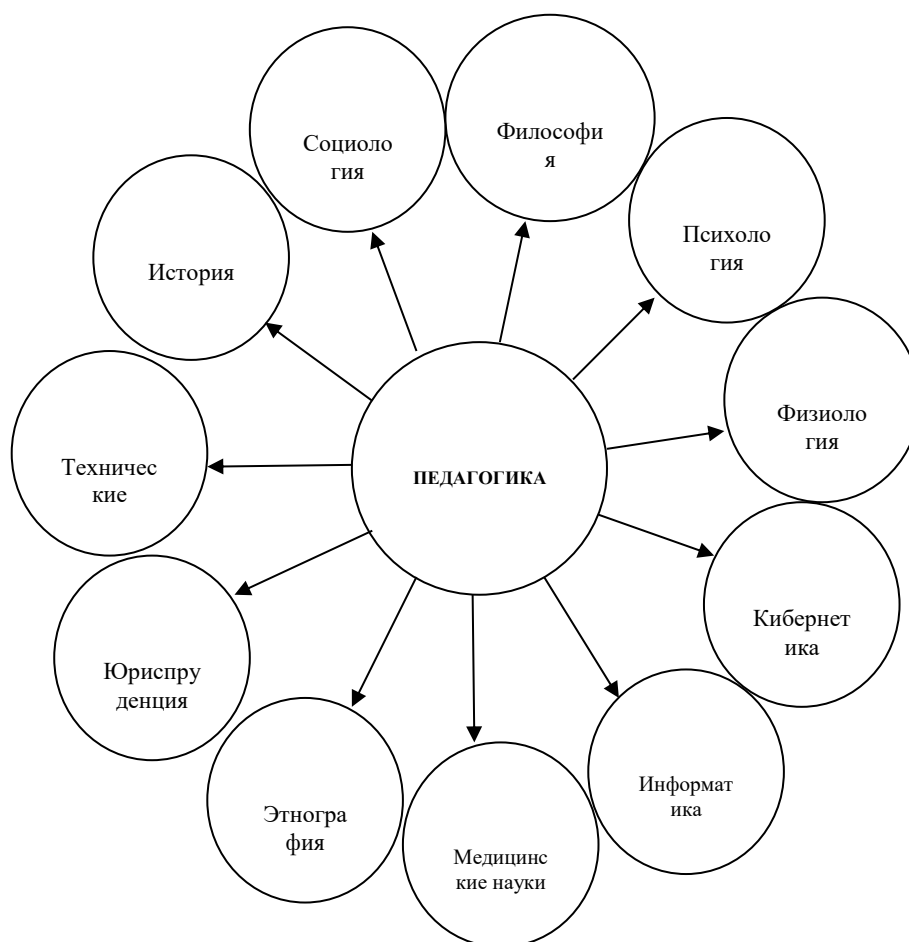 Социоло
гия
Философи
я
Психоло
гия
История
Физиоло
гия
Техничес
кие
ПЕДАГОГИКА
Кибернет
ика
Юриспру
денция
Информат
ика
Этногра
фия
Медицинс
кие науки